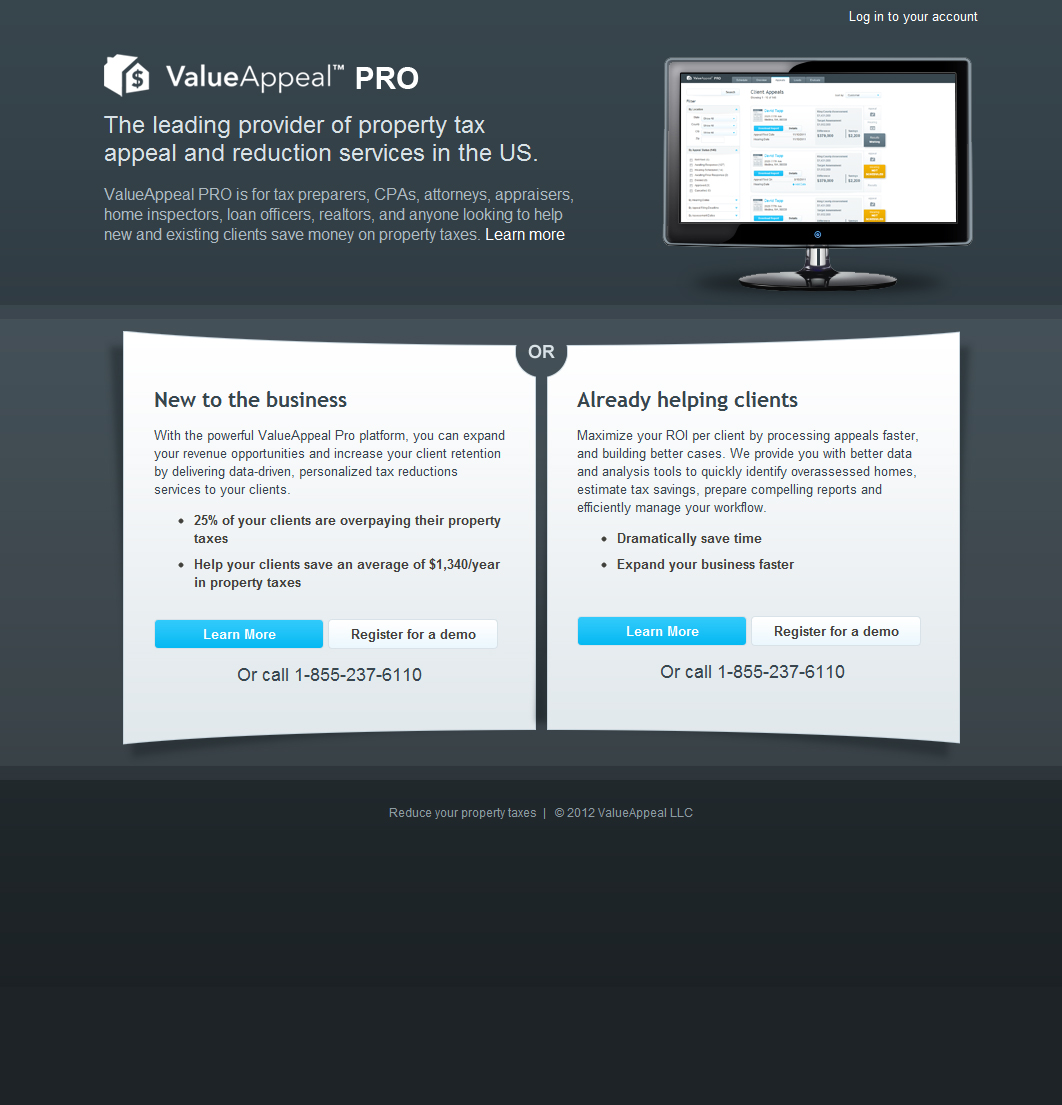 Log in to your account
$
ValueAppeal™ PRO
The leading provider of property tax
appeal and reduction services in the US.
ValueAppeal PRO is for tax preparers, CPAs, attorneys, appraisers,
home inspectors, loan officers, realtors, and anyone looking to help
new and existing clients save money on property taxes. Learn more
ValueAppeal PRO
Client Appeals
OR
New to the business
With the powerful ValueAppeal Pro platform, you can expand
your revenue opportunities and increase your client retention
by delivering data-driven, personalized tax reductions
services to your clients.
• 25% of your clients are overpaying their property
taxes
• Help your clients save an average of $1,340/year
in property taxes
Learn More
Register for a demo
Or call 1-855-237-6110
Already helping clients
Maximize your ROI per client by processing appeals faster,
and building better cases. We provide you with better data
and analysis tools to quickly identify overassessed homes,
estimate tax savings, prepare compelling reports and
efficiently manage your workflow.
• Dramatically save time
• Expand your business faster
Learn More
Register for a demo
Or call 1-855-237-6110
Reduce your property taxes | © 2012 ValueAppeal LLC